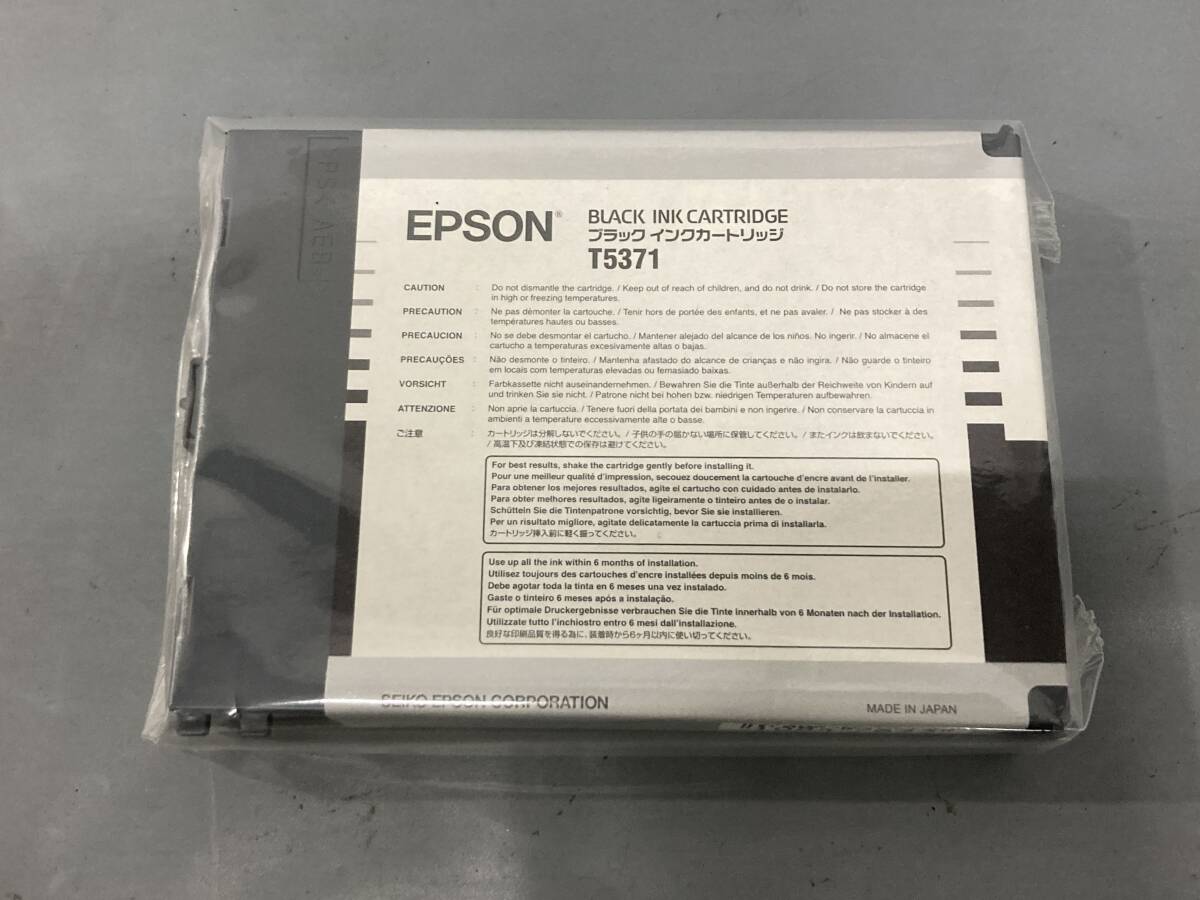 EPSON®
BLACK INK CARTRIDGE
ブラック インクカートリッジ
T5371
CAUTION : Do not dismantle the cartridge. / Keep out of reach of children, and do not drink. / Do not store the cartridge
in high or freezing temperatures.
PRECAUTION : Ne pas démonter la cartouche. / Tenir hors de portée des enfants, et ne pas avaler. / Ne pas stocker à des
températures hautes ou basses.
PRECAUCION : No se debe desmontar el cartucho. / Mantener alejado del alcance de los niños. No ingerir. / No almacene el
cartucho a temperaturas excesivamente altas o bajas.
PRECAUÇÕES : Não desmonte o tinteiro. / Mantenha afastado do alcance de crianças e não ingira. / Não guarde o tinteiro
em locais com temperaturas elevadas ou femasiado baixas.
VORSICHT : Farbkassette nicht auseinandernehmen. / Bewahren Sie die Tinte außerhalb der Reichweite von Kindern auf
und trinken Sie sie nicht. / Patrone nicht bei hohen bzw. niedrigen Temperaturen aufbewahren.
ATTENZIONE : Non aprie la cartuccia. / Tenere fuori della portata dei bambini e non ingerire. / Non conservare la cartuccia in
ambienti a temperature eccessivamente alte o basse.
ご注意 : カートリッジは分解しないでください。/ 子供の手の届かない場所に保管してください。/ またインクは飲まないでください。
/ 高温下及び凍結状態での保存は避けてください。
For best results, shake the cartridge gently before installing it.
Pour une meilleur qualité d'impression, secouez doucement la cartouche d'encre avant de l'installer.
Para obtener los mejores resultados, agite el cartucho con cuidado antes de instalarlo.
Para obter melhores resultados, agite ligeiramente o tinteiro antes de o instalar.
Schütteln Sie die Tintenpatrone vorsichtig, bevor Sie sie installieren.
Per un risultato migliore, agitate delicatamente la cartuccia prima di installarla.
カートリッジ挿入前に軽く振ってください。
Use up all the ink within 6 months of installation.
Utilisez toujours des cartouches d'encre installées depuis moins de 6 mois.
Debe agotar toda la tinta en 6 meses una vez instalado.
Gaste o tinteiro 6 meses após a instalação.
Für optimale Druckergebnisse verbrauchen Sie die Tinte innerhalb von 6 Monaten nach der Installation.
Utilizzate tutto l'inchiostro entro 6 mesi dall'installazione.
良好な印刷品質を得る為に、装着時から6ヶ月以内に使い切ってください。
SEIKO EPSON CORPORATION
MADE IN JAPAN